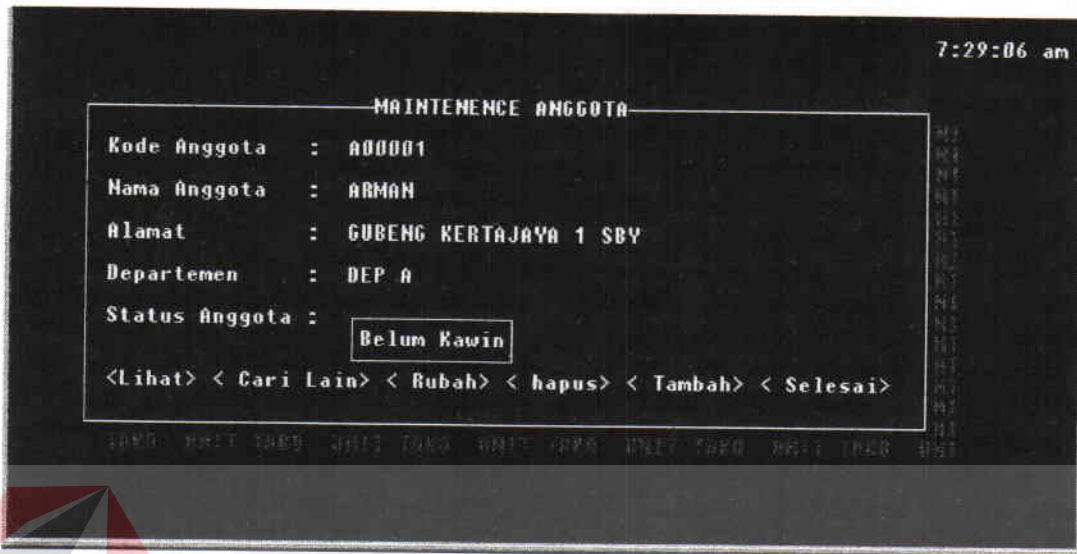 7:29:06 am
MAINTENENCE ANGGOTA
Kode Anggota : A00001
Nama Anggota : ARMAN
Alamat : GUBENG KERTAJAYA 1 SBY
Departemen : DEP A
Status Anggota :
Belum Kawin
<Lihat> < Cari Lain> < Rubah> < hapus> < Tambah> < Selesai>